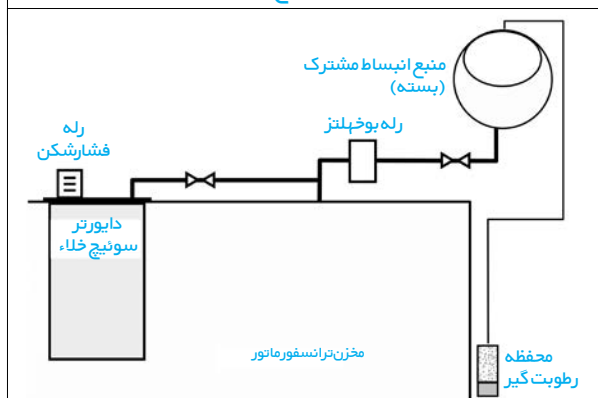 منبع انبساط مشترک
(بسته)
رله بوخهلتز
رله
فشارشکن
دایورتر
سوئیچ خلاء
مخزن ترانسفورماتور
محفظه
رطوبت گیر